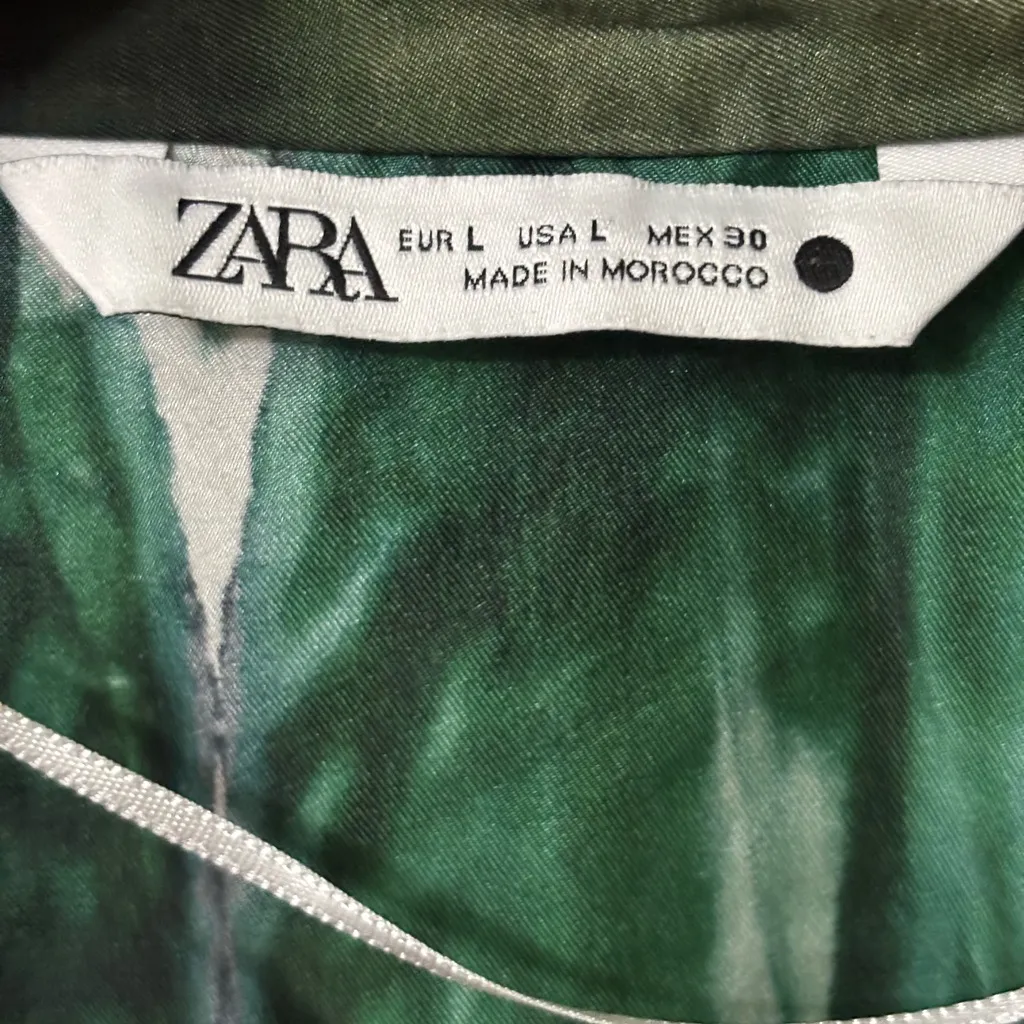 ZARA EUR L USA L MEX 30
MADE IN MOROCCO